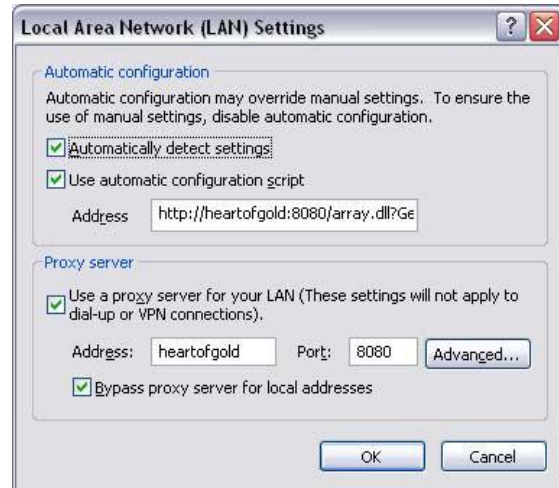 Local Area Network (LAN) Settings
Automatic configuration
Automatic configuration may override manual settings. To ensure the
use of manual settings, disable automatic configuration.
Automatically detect settings
Use automatic configuration script
Address http://heartofgold:8080/array.dll?Ge
Proxy server
Use a proxy server for your LAN (These settings will not apply to
dial-up or VPN connections).
Address: heartofgold Port: 8080 Advanced...
Bypass proxy server for local addresses
OK Cancel